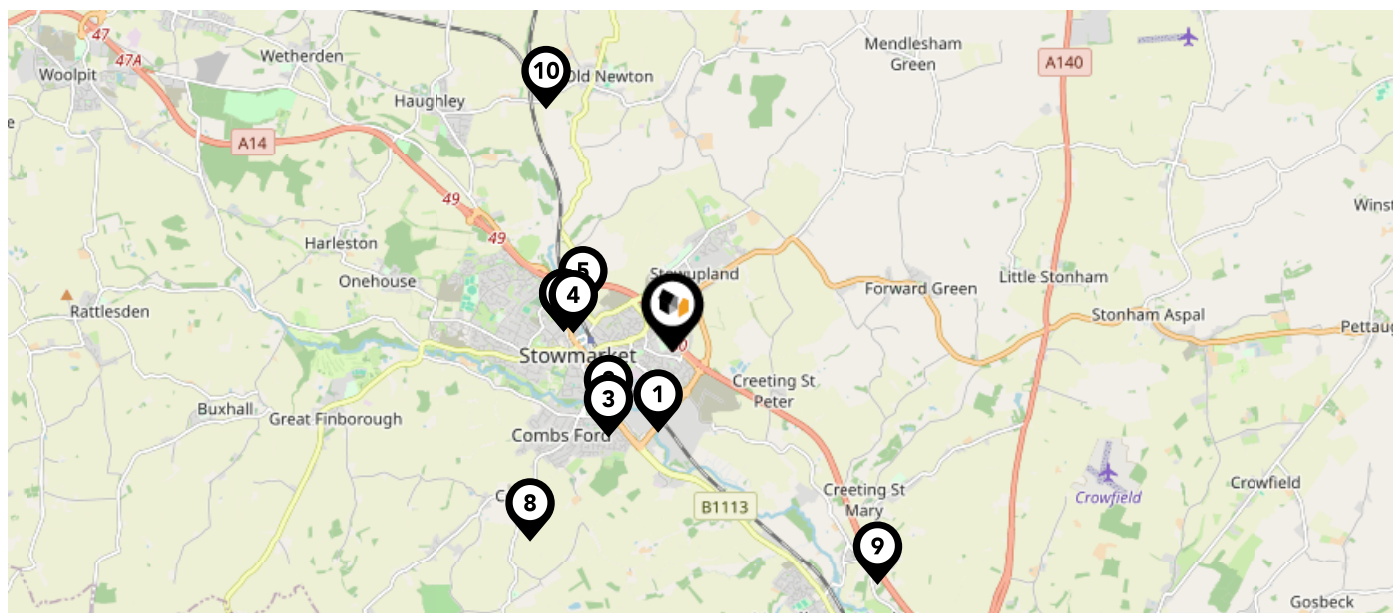 47
47A
Woolpit
Wetherden
10
Old Newton
Mendlesham
Green
A140
Haughley
A14
49
49
Harleston
Onehouse
5
4
Stowupland
Little Stonham
Forward Green
Rattlesden
Stonham Aspal
Stowmarket
3
1
Creeting St
Peter
Buxhall
Great Finborough
Combs Ford
8
B1113
Creeting St
Mary
9
Crowfield
Crowfield
Gosbeck